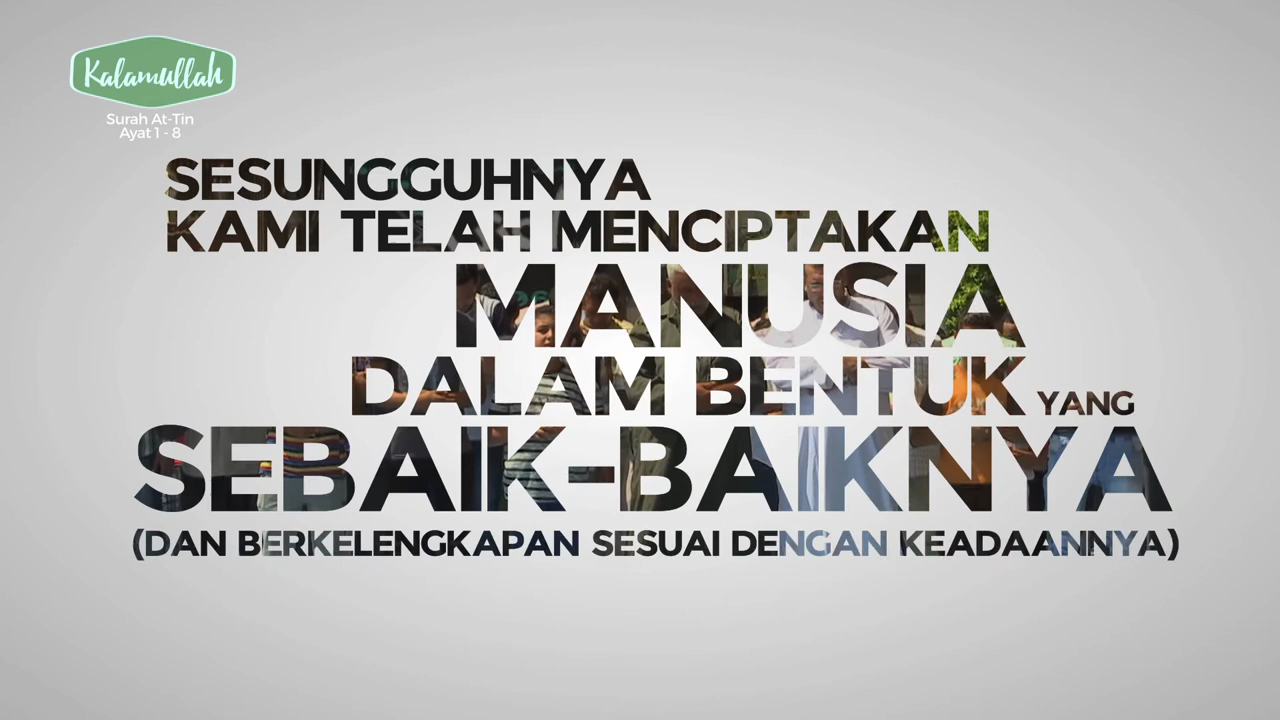 Kalamullah
Surah At-Tin
Ayat 1 - 8
SESUNGGUHNYA
KAMI TELAH MENCIPTAKAN
MANUSIA
DALAM BENTUK YANG
SEBAIK-BAIKNYA
(DAN BERKELENGKAPAN SESUAI DENGAN KEADAANNYA)